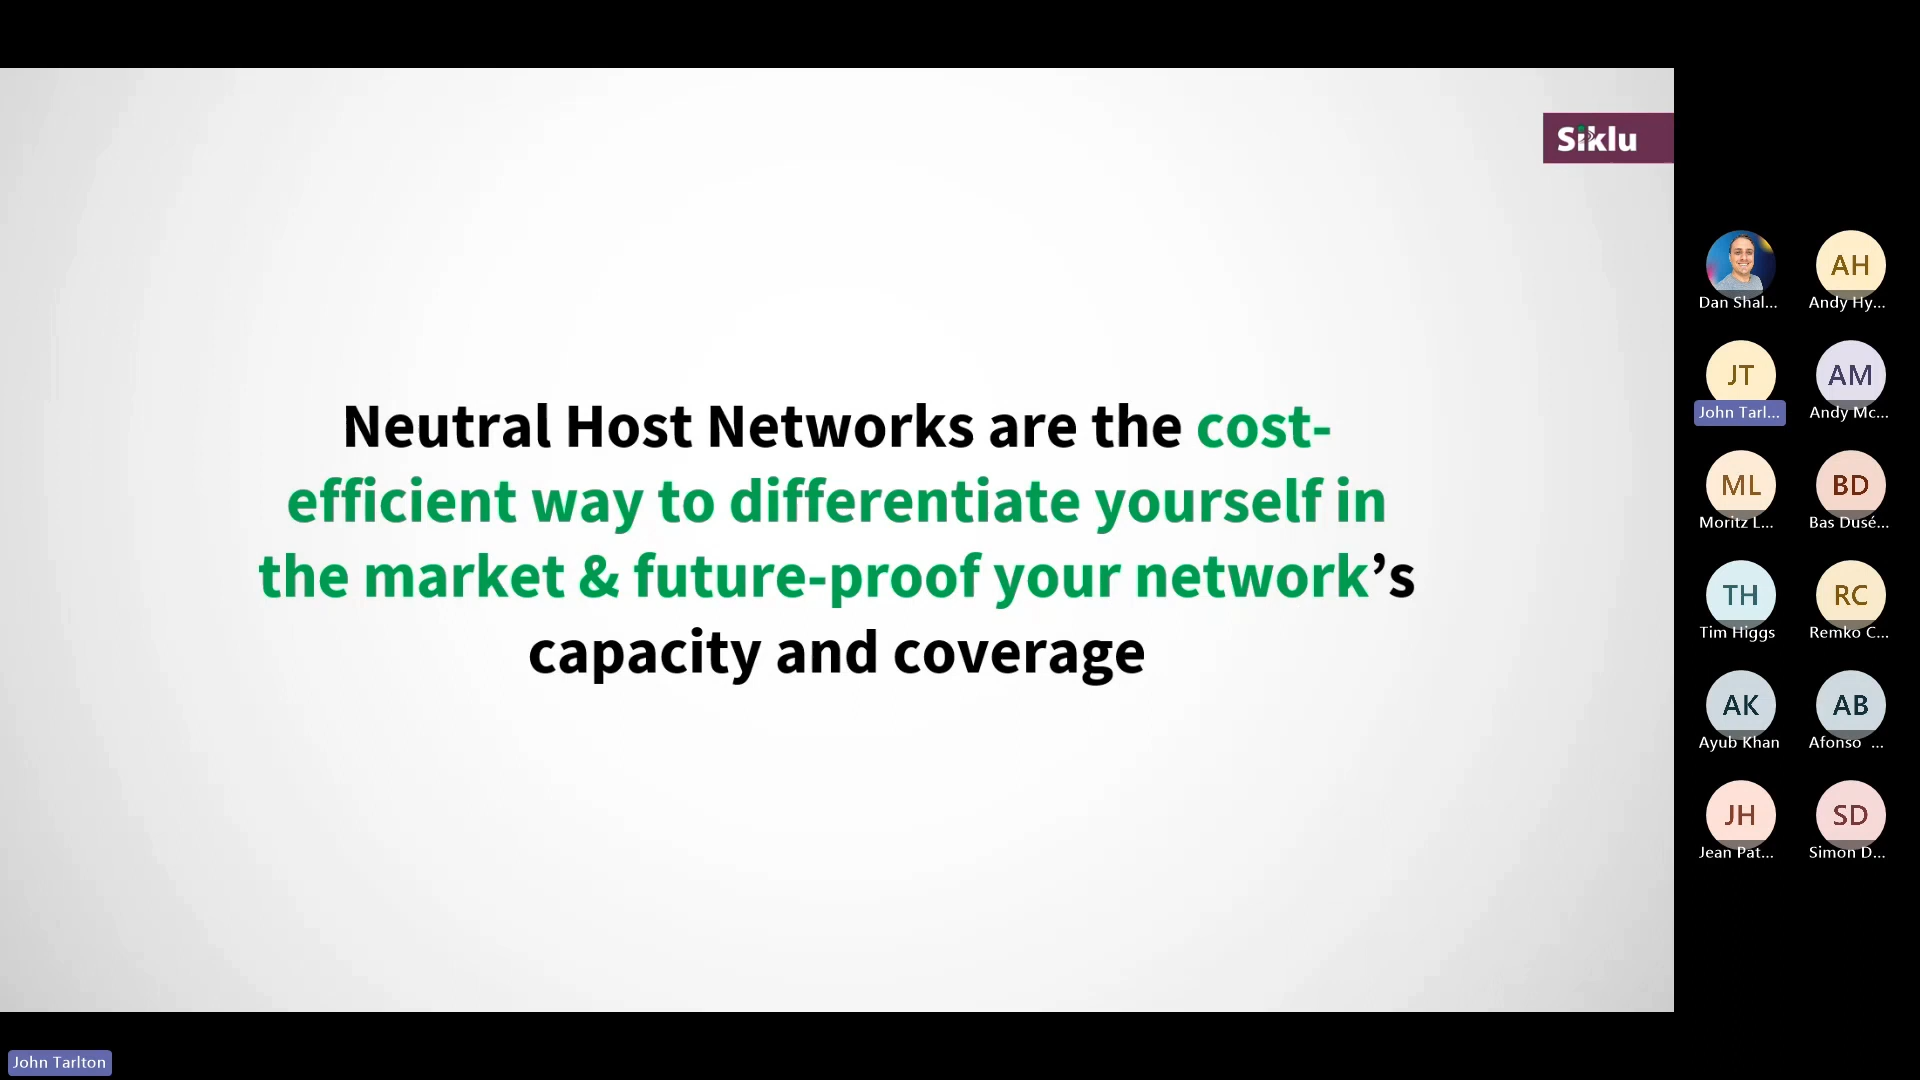 Siklu
Neutral Host Networks are the cost-
efficient way to differentiate yourself in
the market & future-proof your network’s
capacity and coverage
Dan Shal...
AH
Andy Hy...
JT
John Tarl...
AM
Andy Mc...
ML
Moritz L...
BD
Bas Dusé...
TH
Tim Higgs
RC
Remko C...
AK
Ayub Khan
AB
Afonso ...
JH
Jean Pat...
SD
Simon D...
John Tarlton